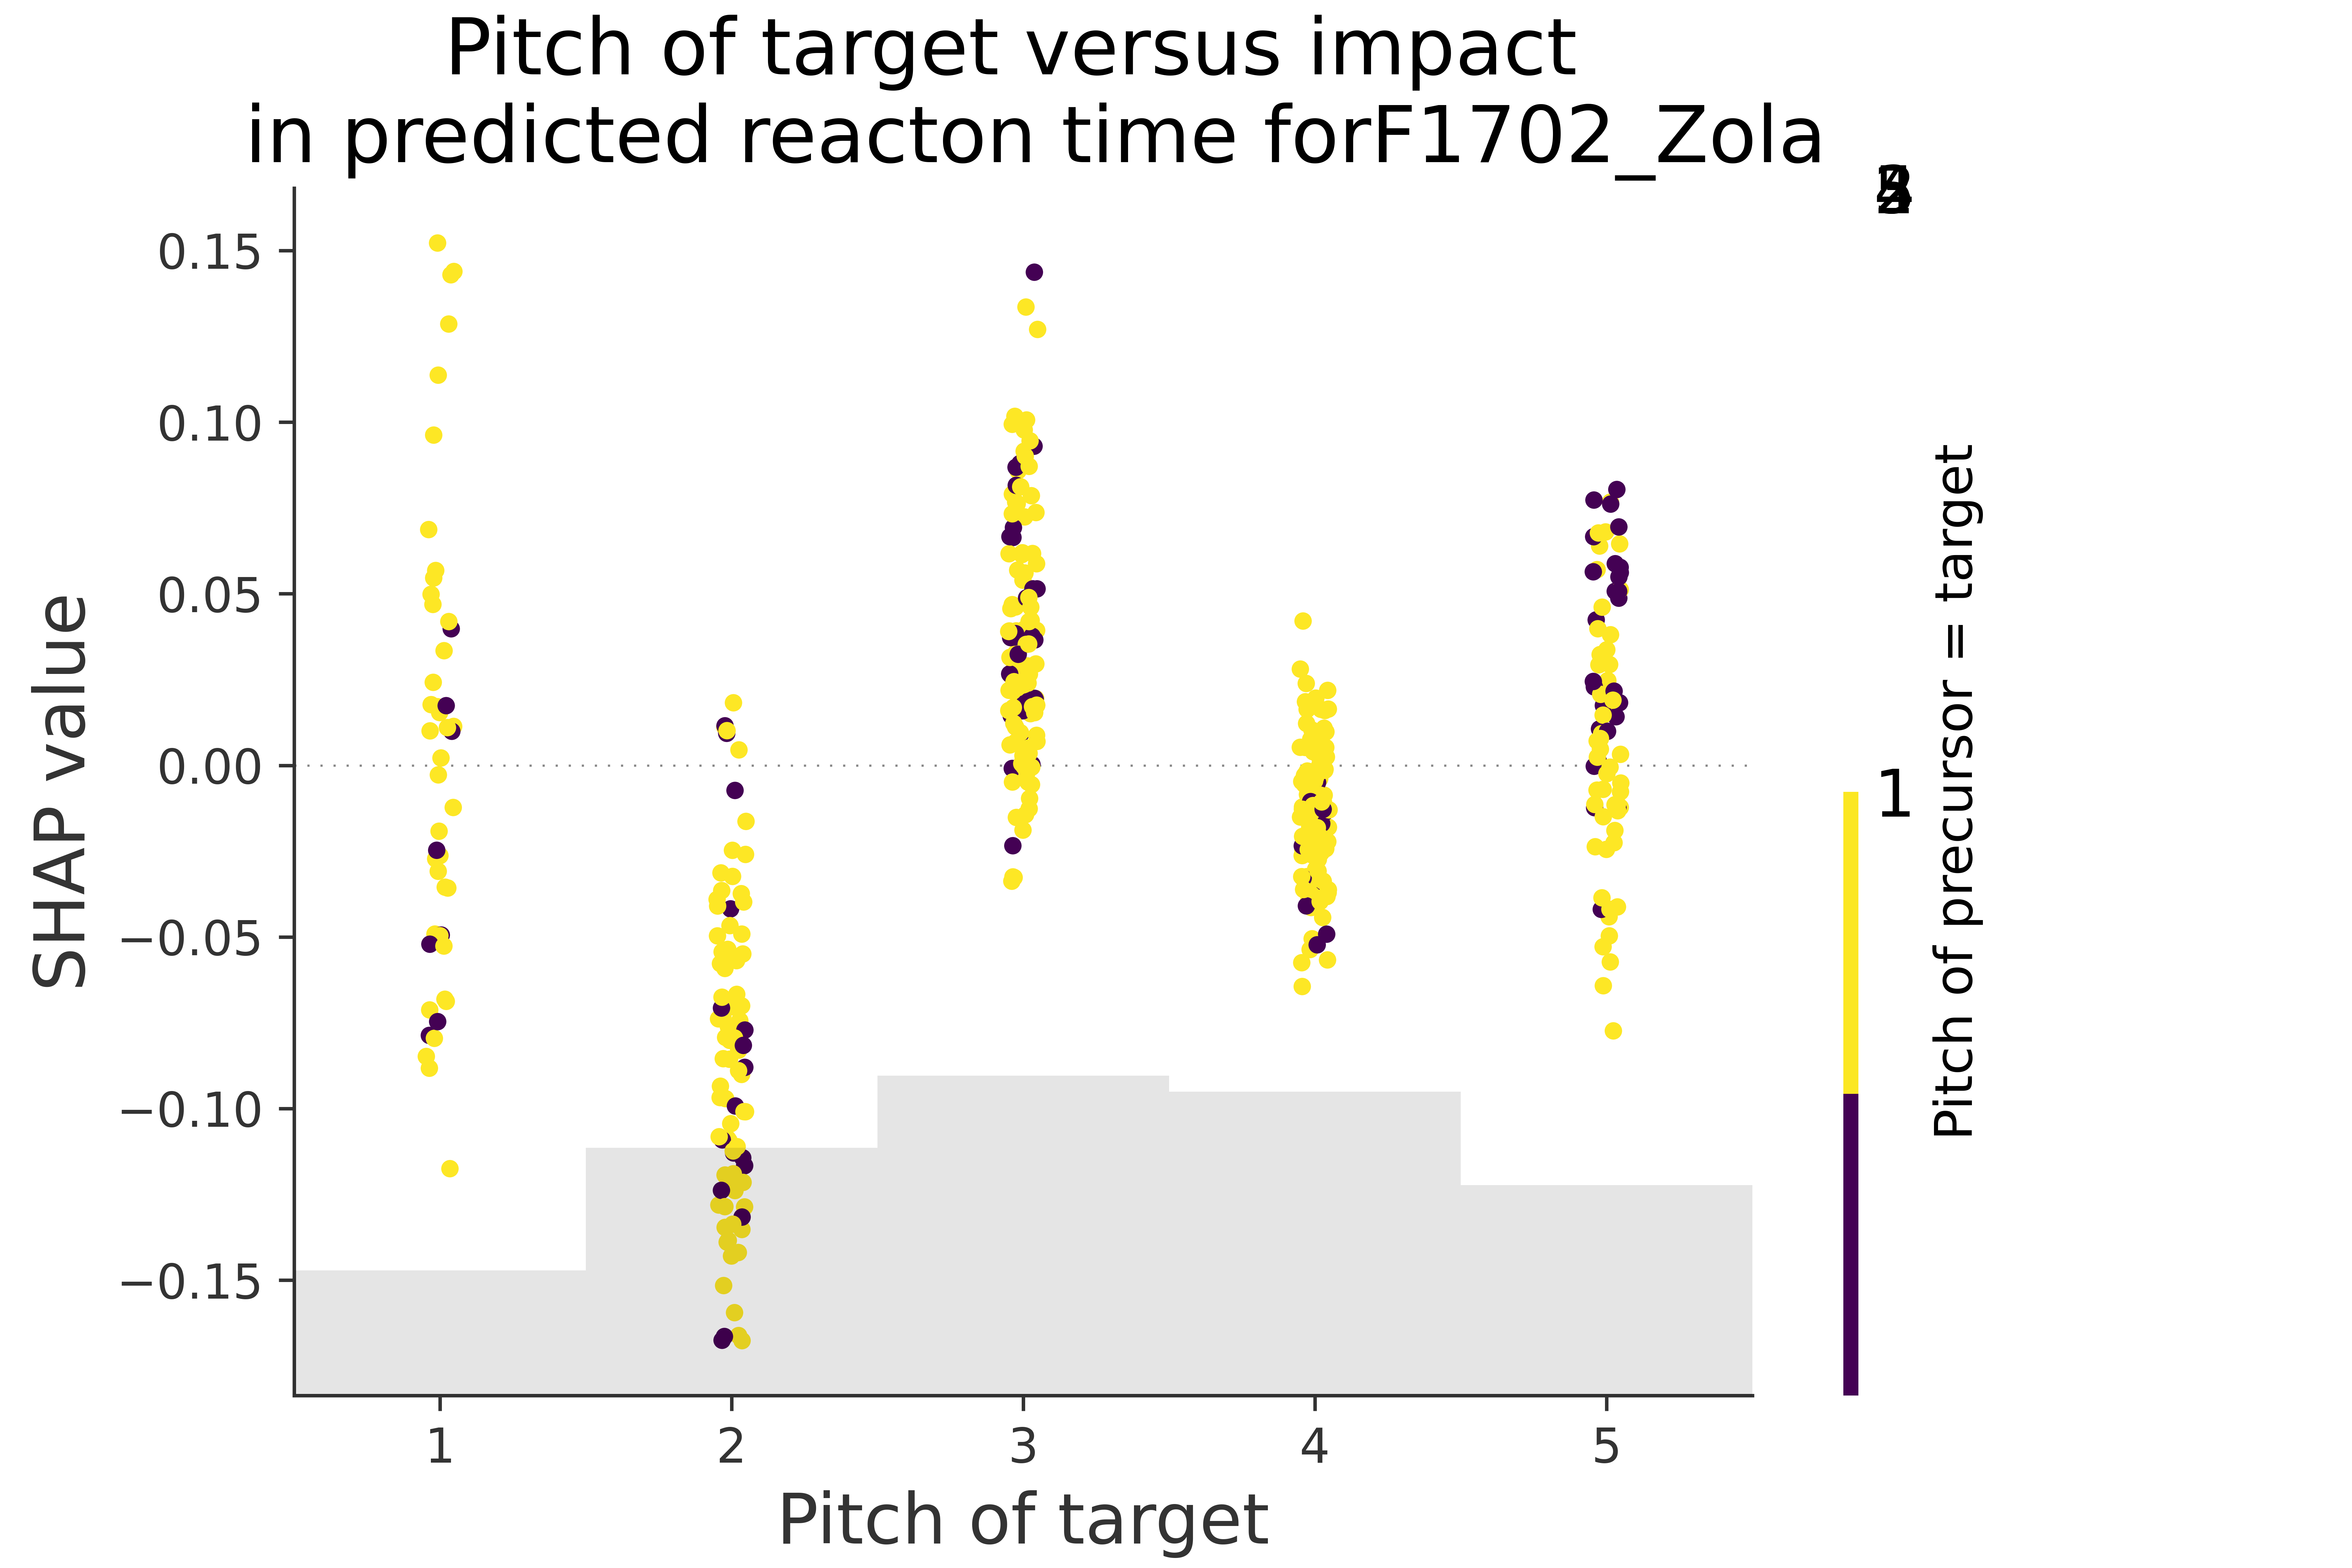 Pitch of target versus impact
in predicted reacton time forF1702_Zola
0.15
0.10
0.05
0.00
−0.05
−0.10
−0.15
SHAP value
1
2
3
4
5
Pitch of target
1
Pitch of precursor = target